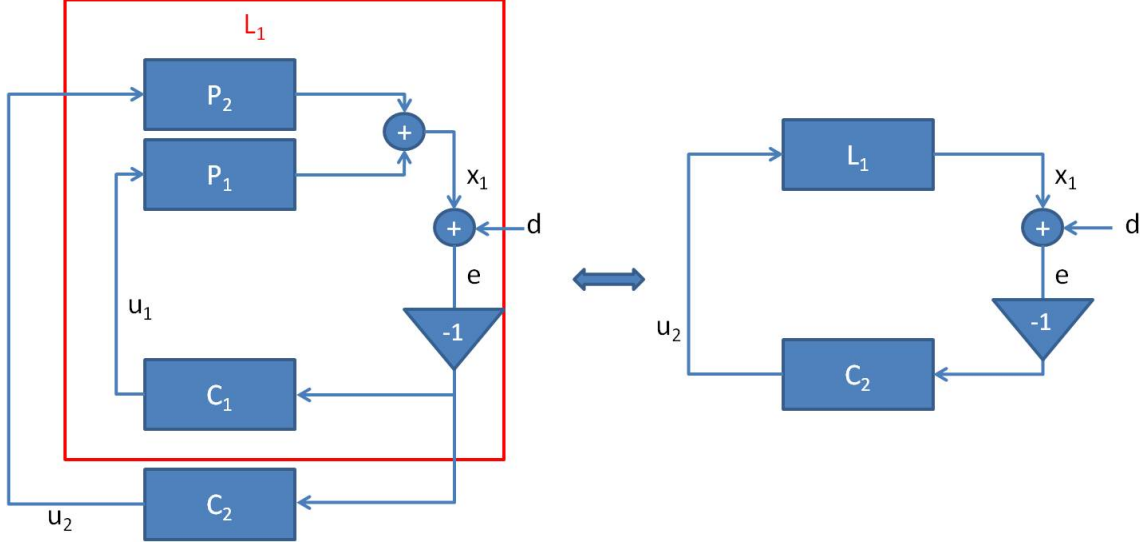 L₁
P₂
+
P₁
x₁
+
d
e
u₁
-1
C₁
C₂
u₂
L₁
x₁
+
d
e
-1
u₂
C₂